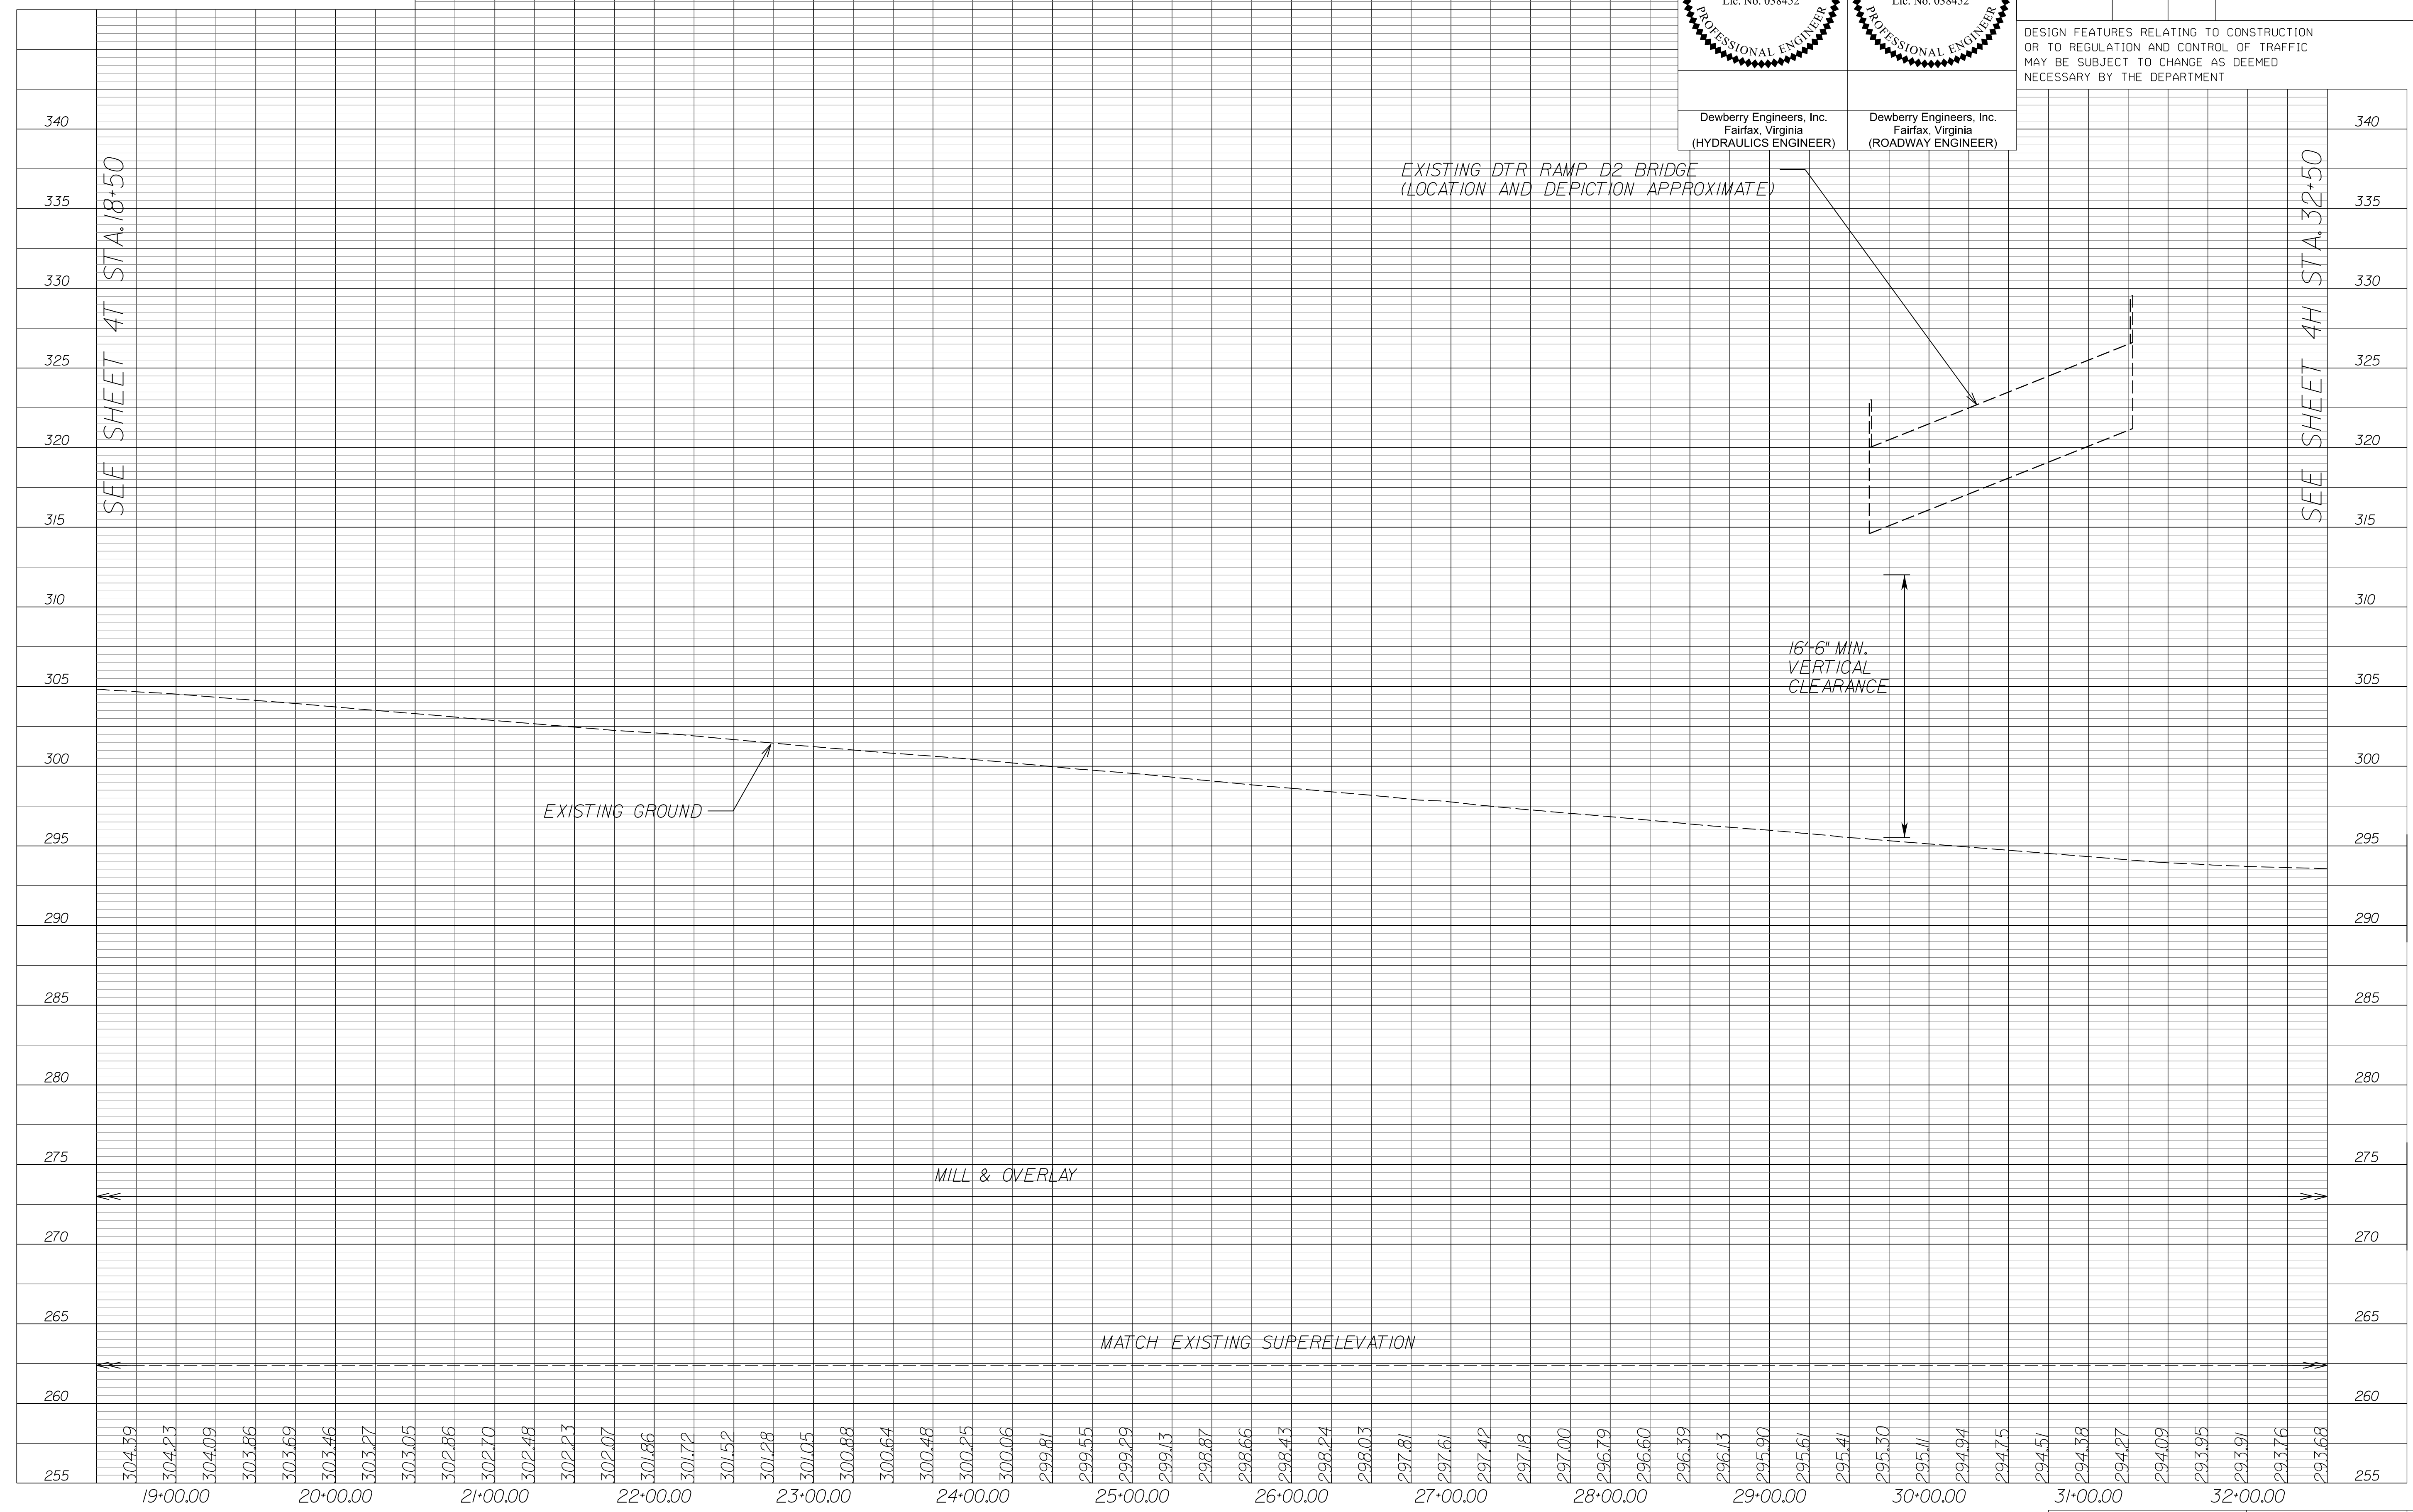 Lic. No. 038452
PROFESSIONAL ENGINEER
Lic. No. 038452
PROFESSIONAL ENGINEER
DESIGN FEATURES RELATING TO CONSTRUCTION
OR TO REGULATION AND CONTROL OF TRAFFIC
MAY BE SUBJECT TO CHANGE AS DEEMED
NECESSARY BY THE DEPARTMENT
Dewberry Engineers, Inc.
Fairfax, Virginia
(HYDRAULICS ENGINEER)
Dewberry Engineers, Inc.
Fairfax, Virginia
(ROADWAY ENGINEER)
340 340
EXISTING DTR RAMP D2 BRIDGE
(LOCATION AND DEPICTION APPROXIMATE)
SEE SHEET 4T STA. 18+50
SEE SHEET 4H STA. 32+50
335 335
330 330
325 325
320 320
315 315
310 310
16'-6" MIN.
VERTICAL
CLEARANCE
305 305
300 300
EXISTING GROUND
295 295
290 290
285 285
280 280
275 275
MILL & OVERLAY
270 270
265 265
MATCH EXISTING SUPERELEVATION
260 260
304.39 304.23 304.09 303.86 303.69 303.46 303.27 303.05 302.86 302.70 302.48 302.23 302.07 301.86 301.72 301.52 301.28 301.05 300.88 300.64 300.48 300.25 300.06 299.81 299.55 299.29 299.13 298.87 298.66 298.43 298.24 298.03 297.81 297.61 297.42 297.18 297.00 296.79 296.60 296.39 296.13 295.90 295.61 295.41 295.30 295.11 294.94 294.75 294.51 294.38 294.27 294.09 293.95 293.91 293.76 293.68
255 255
19+00.00 20+00.00 21+00.00 22+00.00 23+00.00 24+00.00 25+00.00 26+00.00 27+00.00 28+00.00 29+00.00 30+00.00 31+00.00 32+00.00